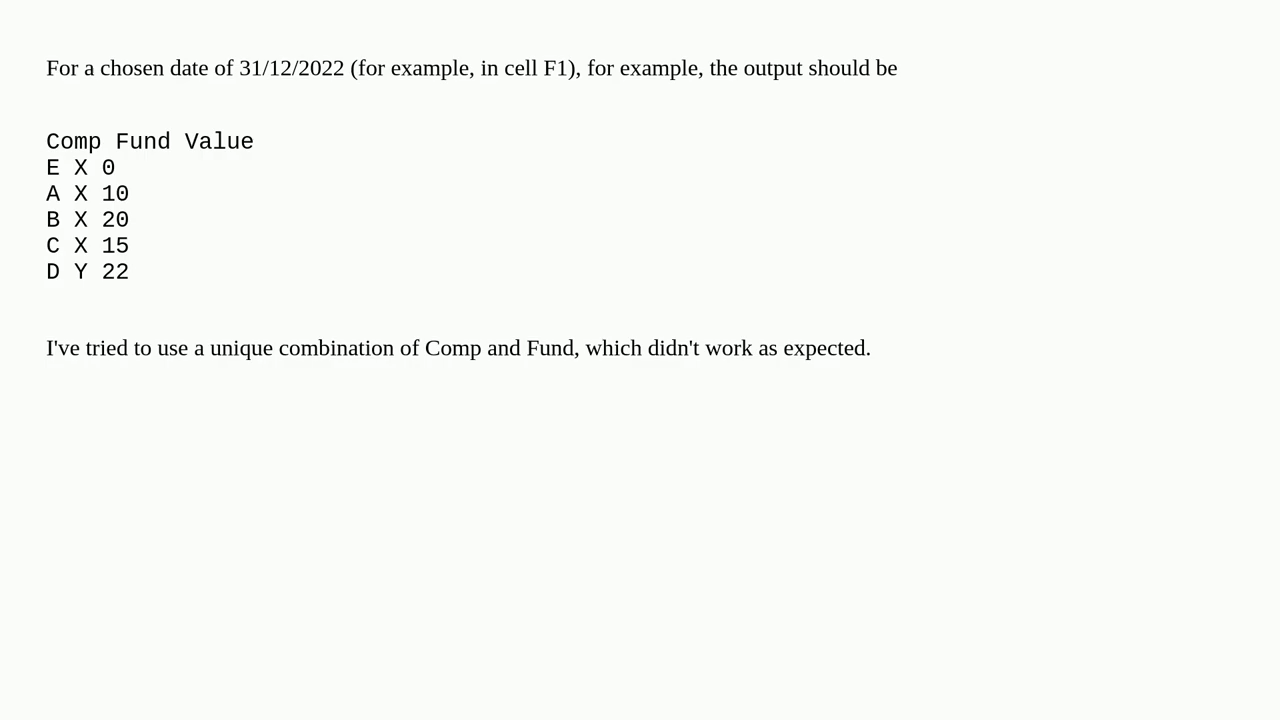 For a chosen date of 31/12/2022 (for example, in cell F1), for example, the output should be
Comp Fund Value
E X 0
A X 10
B X 20
C X 15
D Y 22
I've tried to use a unique combination of Comp and Fund, which didn't work as expected.